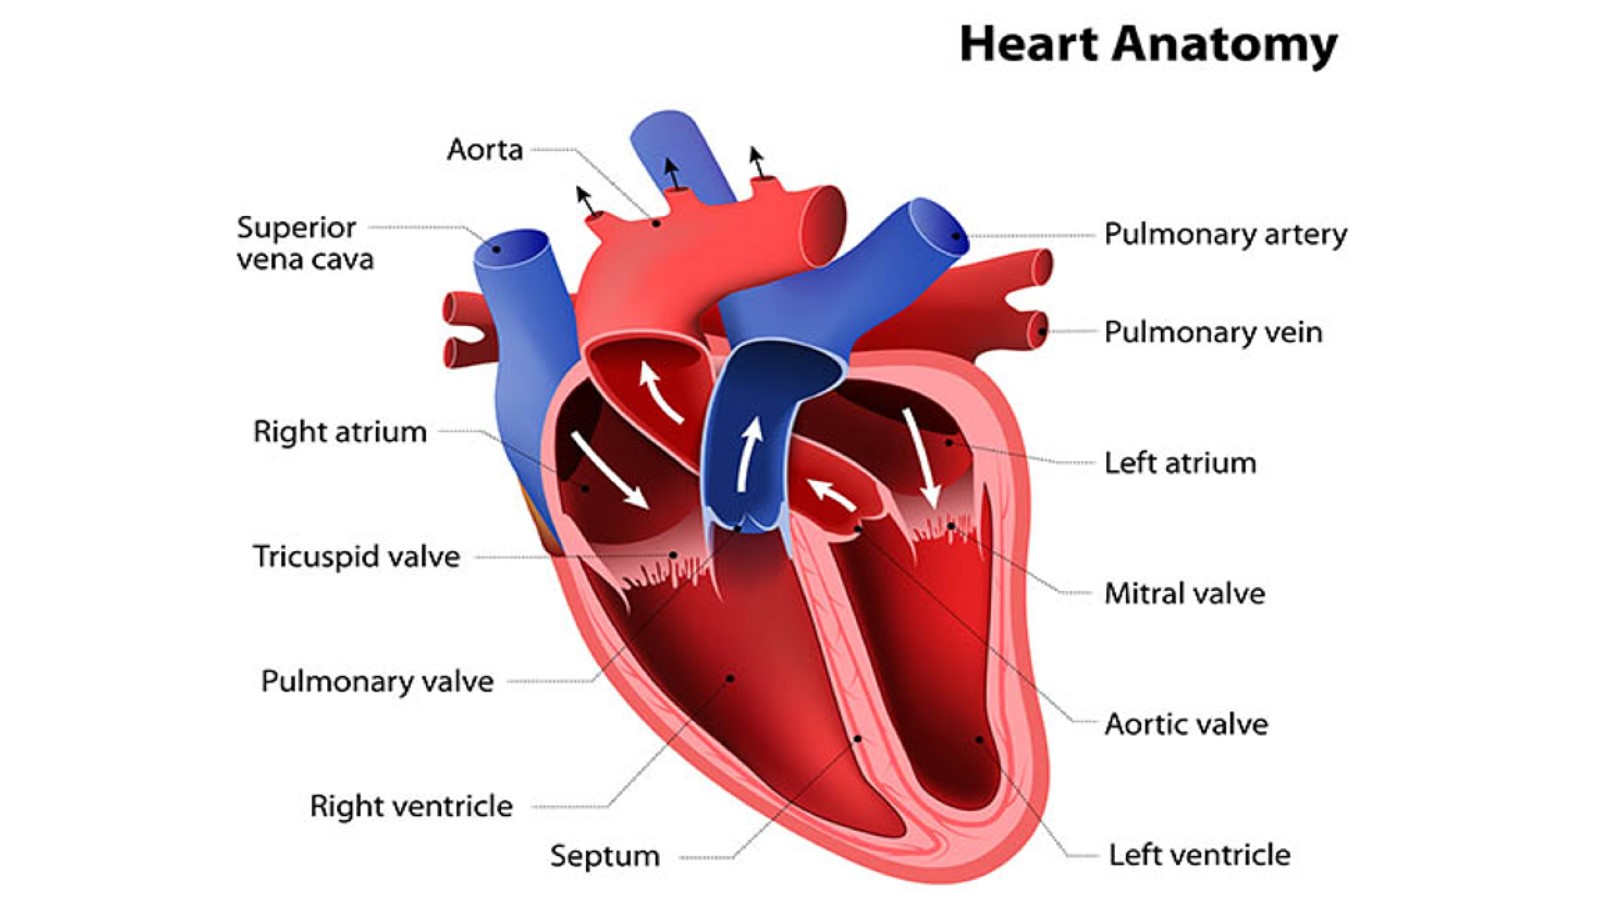 Heart Anatomy
Aorta
Superior
vena cava
Right atrium
Tricuspid valve
Pulmonary valve
Right ventricle
Septum
Pulmonary artery
Pulmonary vein
Left atrium
Mitral valve
Aortic valve
Left ventricle